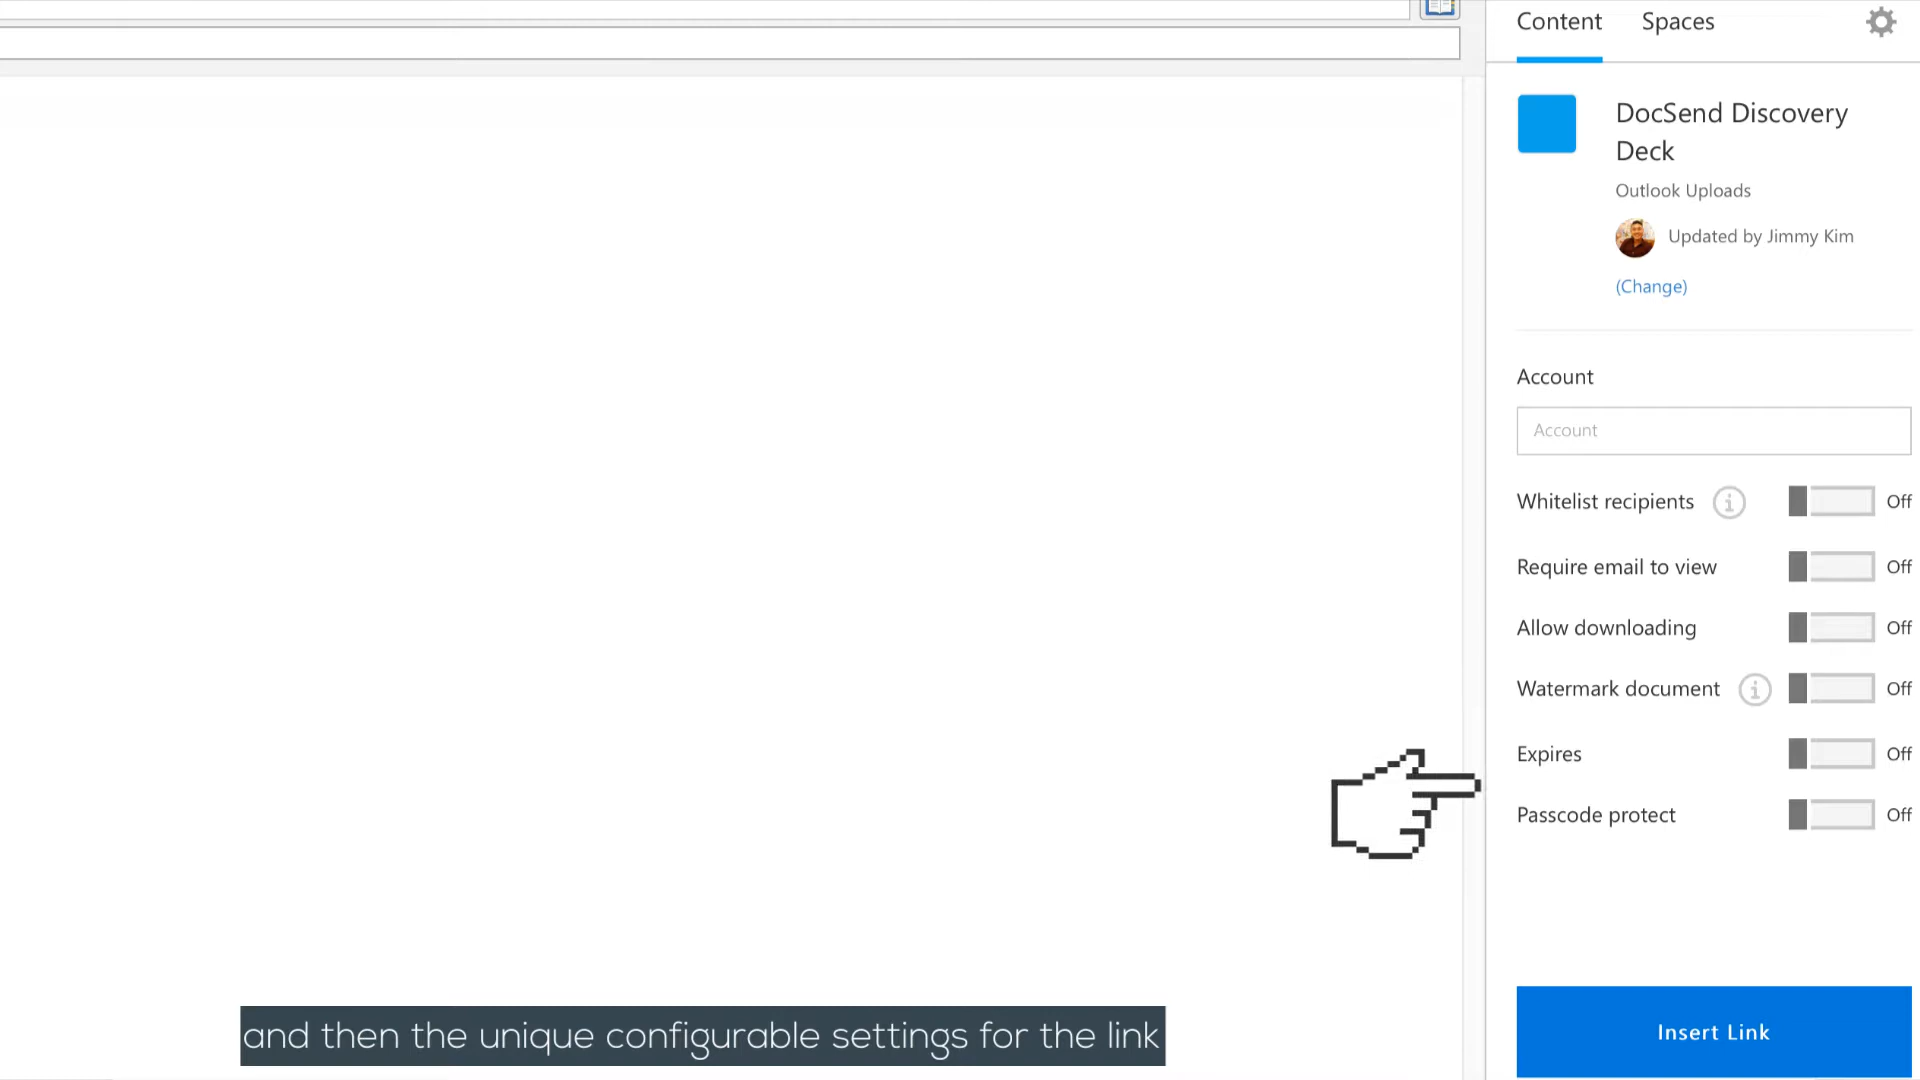 Content Spaces
DocSend Discovery
Deck
Outlook Uploads
Updated by Jimmy Kim
(Change)
Account
Account
Whitelist recipients Off
Require email to view Off
Allow downloading Off
Watermark document Off
Expires Off
Passcode protect Off
Insert Link
and then the unique configurable settings for the link